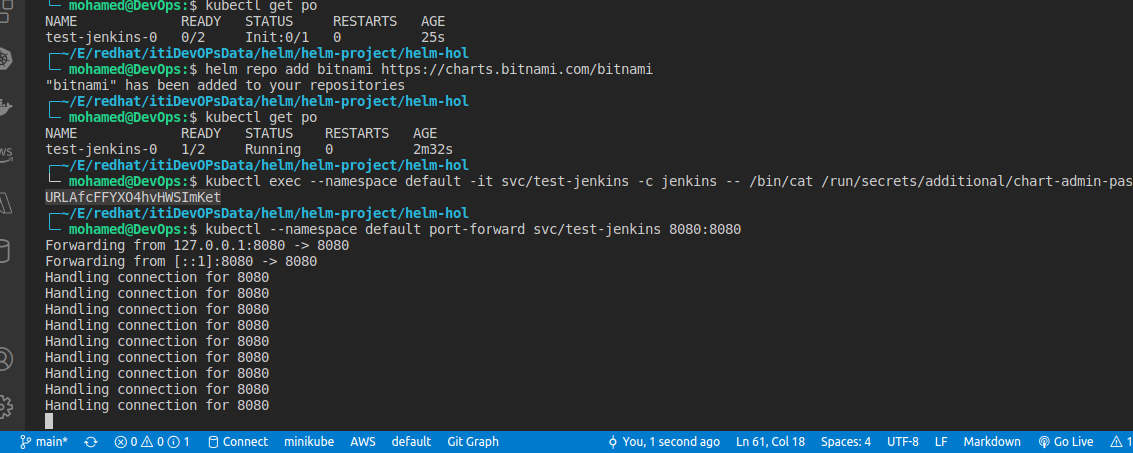 mohamed@DevOps:$ kubectl get po
NAME READY STATUS RESTARTS AGE
test-jenkins-0 0/2 Init:0/1 0 25s
~/E/redhat/itiDevOPsData/helm/helm-project/helm-hol
mohamed@DevOps:$ helm repo add bitnami https://charts.bitnami.com/bitnami
"bitnami" has been added to your repositories
~/E/redhat/itiDevOPsData/helm/helm-project/helm-hol
mohamed@DevOps:$ kubectl get po
NAME READY STATUS RESTARTS AGE
test-jenkins-0 1/2 Running 0 2m32s
~/E/redhat/itiDevOPsData/helm/helm-project/helm-hol
mohamed@DevOps:$ kubectl exec --namespace default -it svc/test-jenkins -c jenkins -- /bin/cat /run/secrets/additional/chart-admin-pas
URLAfcFFYXO4hvHWSImKet
~/E/redhat/itiDevOPsData/helm/helm-project/helm-hol
mohamed@DevOps:$ kubectl --namespace default port-forward svc/test-jenkins 8080:8080
Forwarding from 127.0.0.1:8080 -> 8080
Forwarding from [::1]:8080 -> 8080
Handling connection for 8080
Handling connection for 8080
Handling connection for 8080
Handling connection for 8080
Handling connection for 8080
Handling connection for 8080
Handling connection for 8080
Handling connection for 8080
Handling connection for 8080
main* 0 0 1 Connect minikube AWS default Git Graph You, 1 second ago Ln 61, Col 18 Spaces: 4 UTF-8 LF Markdown Go Live 1